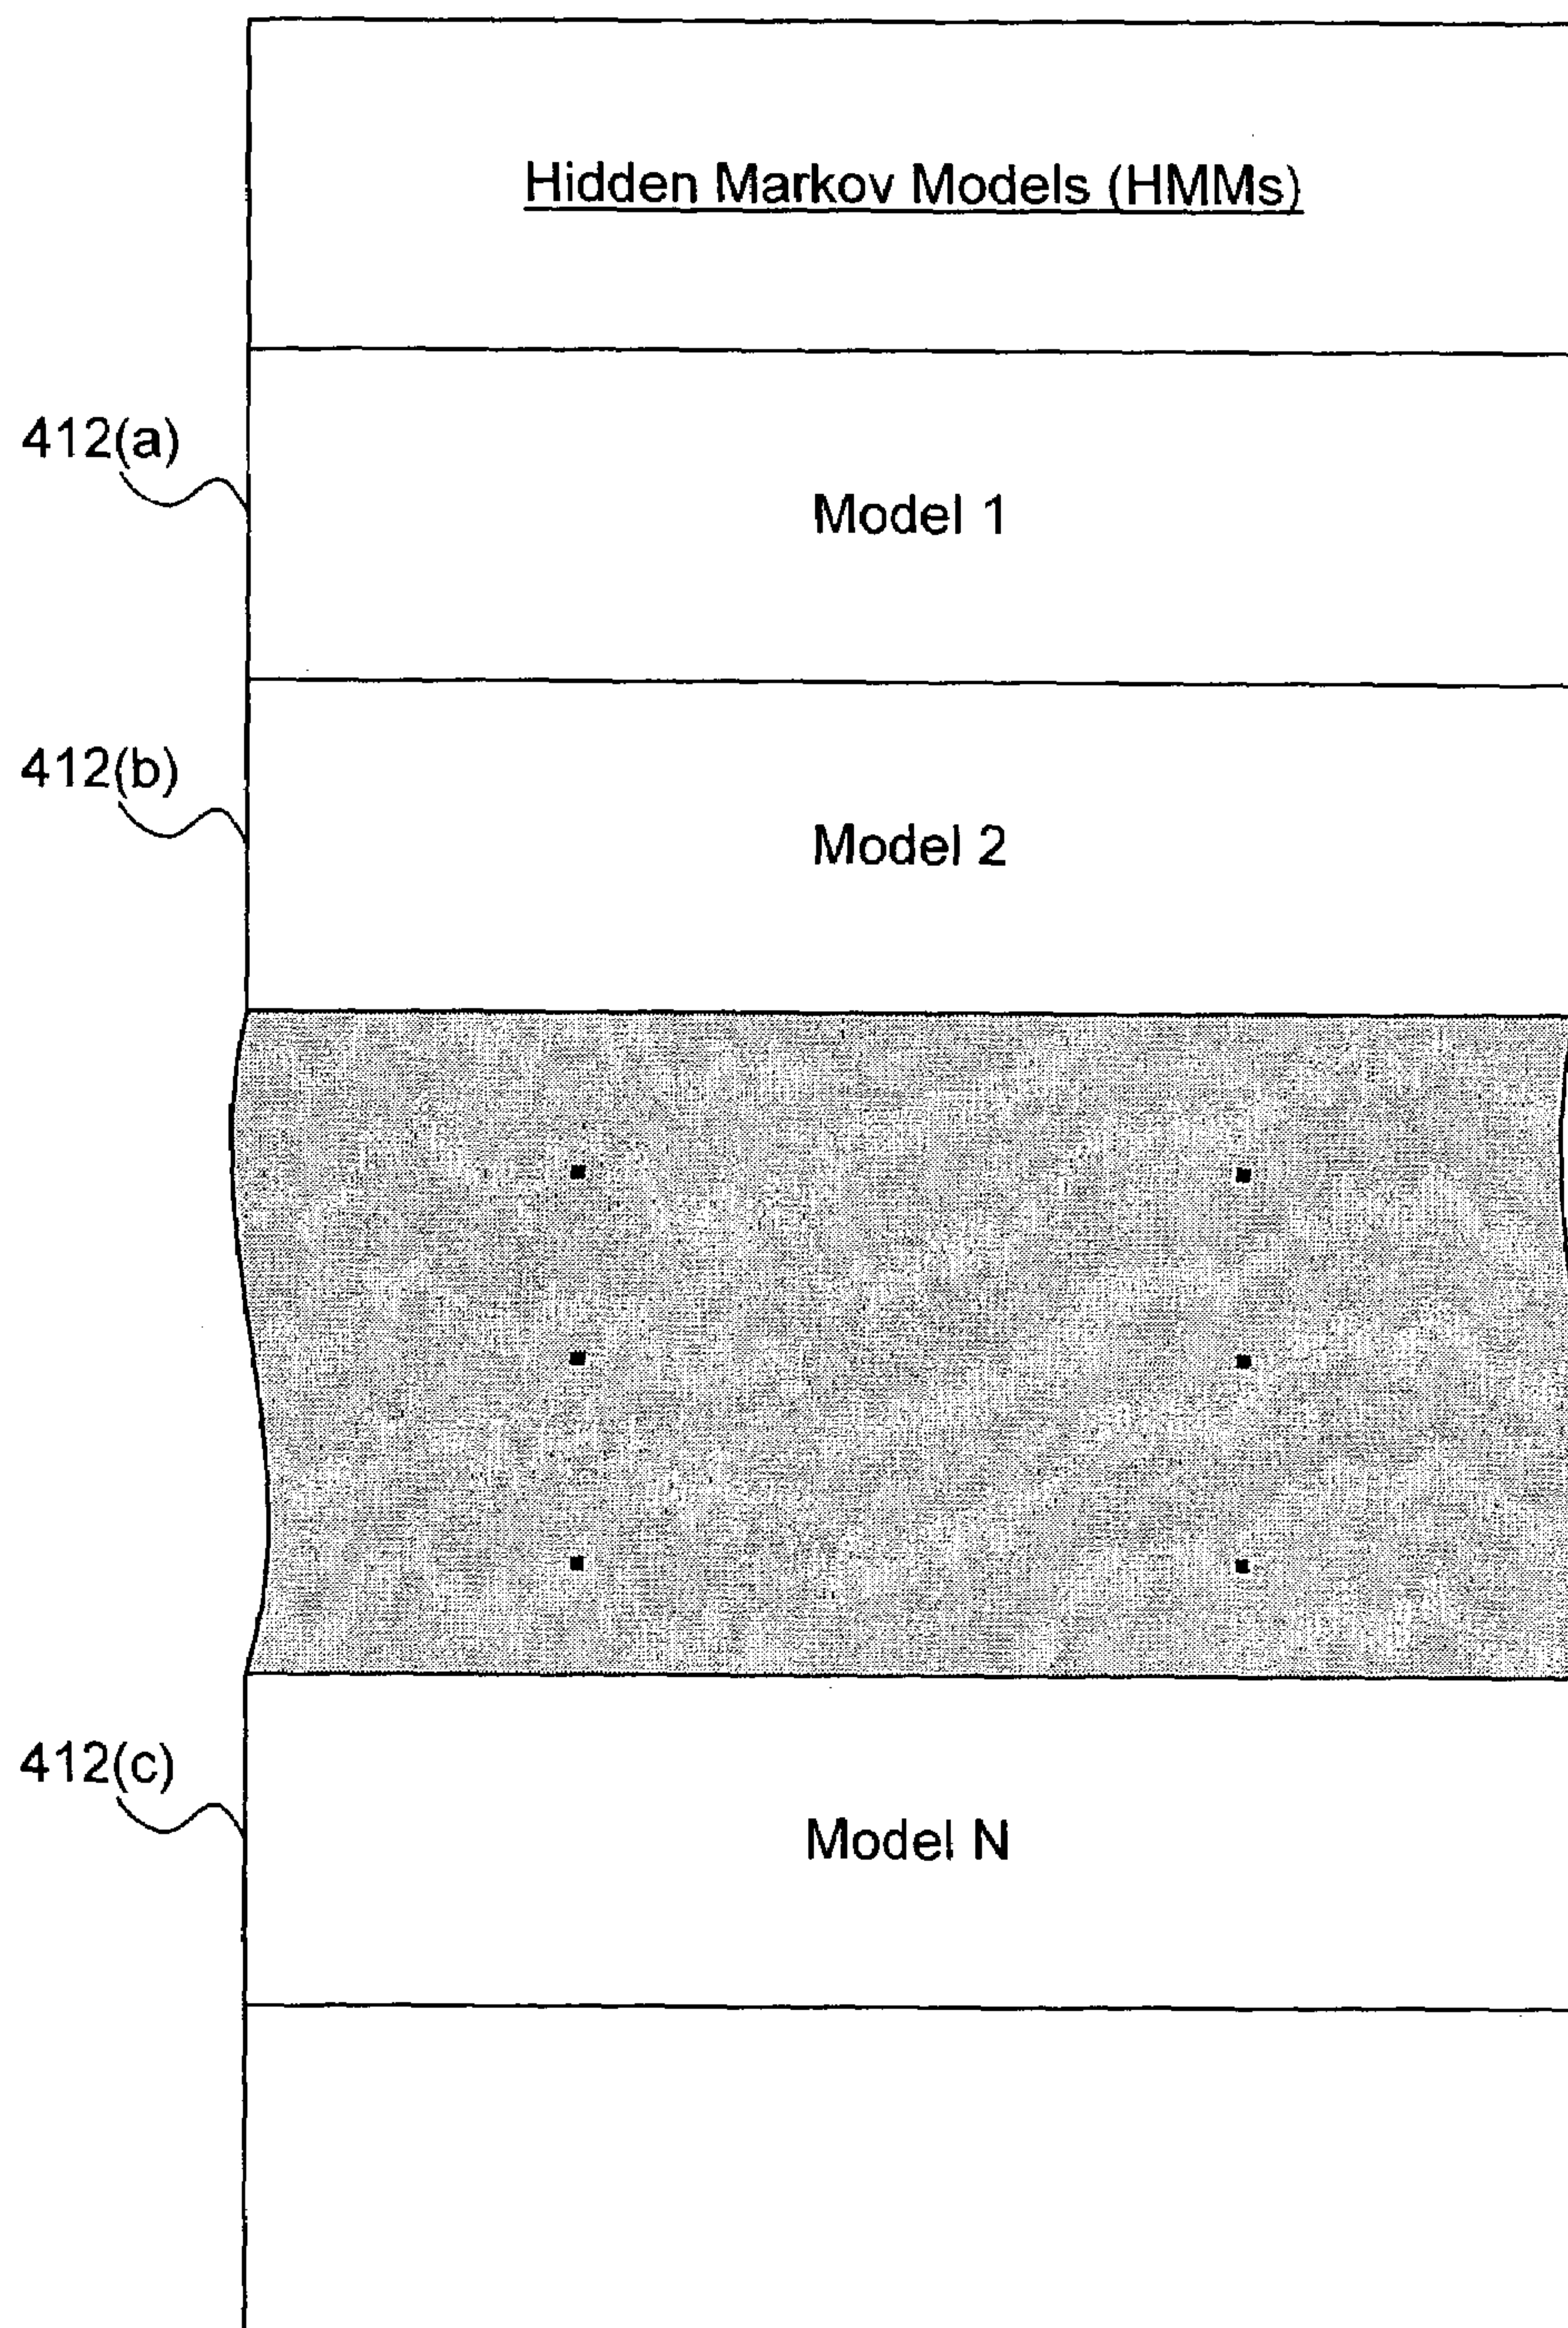 Hidden Markov Models (HMMs)
412(a)
Model 1
412(b)
Model 2
412(c)
Model N